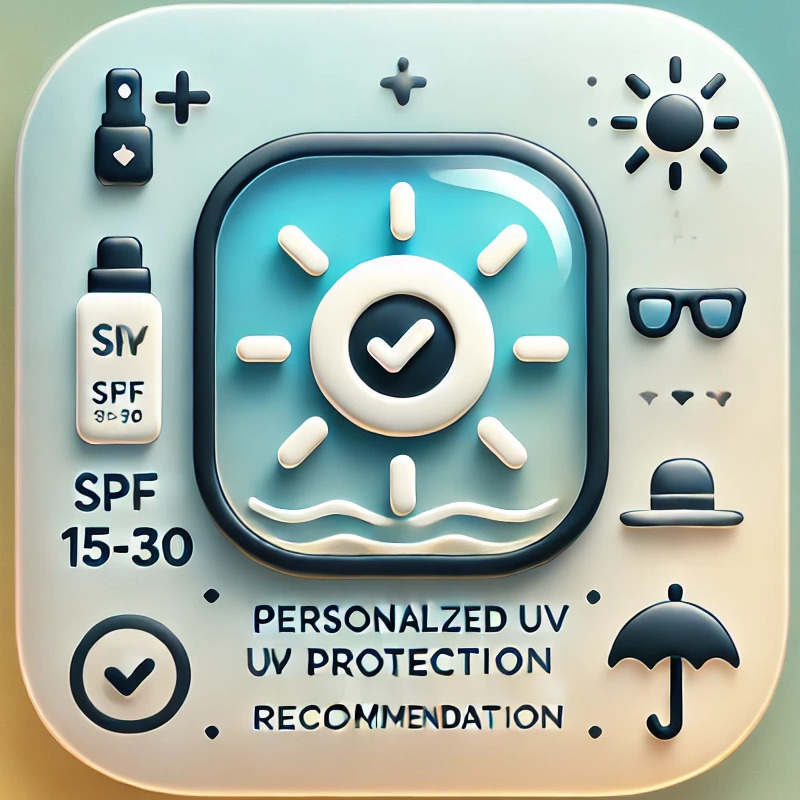 SIV
SPF
SPF
15-30
PERSONALZED UV
UV PROTECTION
RECOMMENDATION